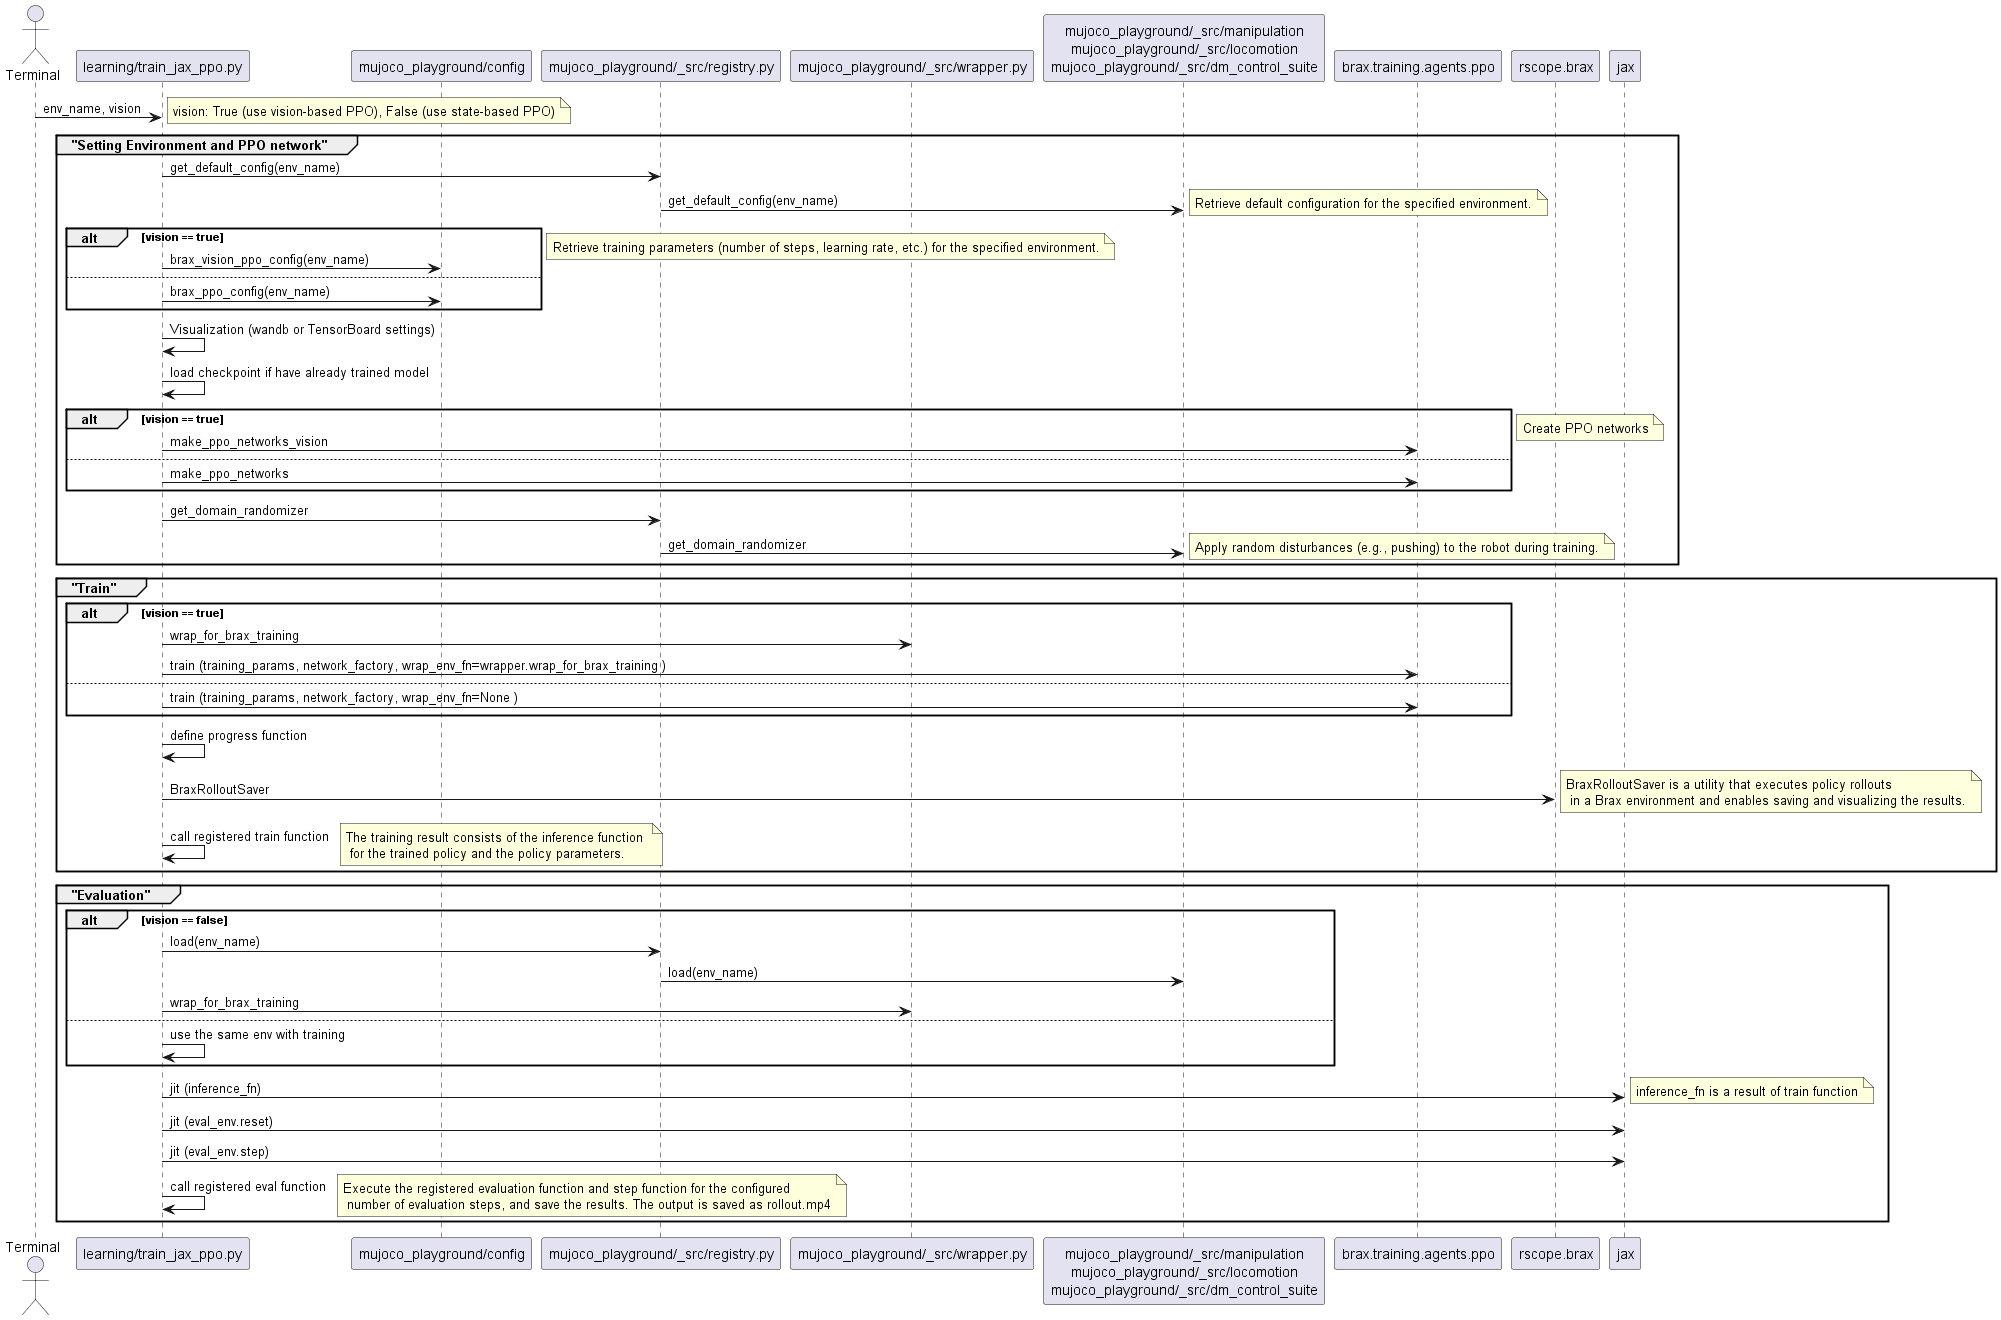 Terminal
learning/train_jax_ppo.py
mujoco_playground/config
mujoco_playground/_src/registry.py
mujoco_playground/_src/wrapper.py
mujoco_playground/_src/manipulation
mujoco_playground/_src/locomotion
mujoco_playground/_src/dm_control_suite
brax.training.agents.ppo
rscope.brax
jax
env_name, vision
vision: True (use vision-based PPO), False (use state-based PPO)
"Setting Environment and PPO network"
get_default_config(env_name)
get_default_config(env_name)
Retrieve default configuration for the specified environment.
alt
[vision == true]
Retrieve training parameters (number of steps, learning rate, etc.) for the specified environment.
brax_vision_ppo_config(env_name)
brax_ppo_config(env_name)
Visualization (wandb or TensorBoard settings)
load checkpoint if have already trained model
alt
[vision == true]
Create PPO networks
make_ppo_networks_vision
make_ppo_networks
get_domain_randomizer
get_domain_randomizer
Apply random disturbances (e.g., pushing) to the robot during training.
"Train"
alt
[vision == true]
wrap_for_brax_training
train (training_params, network_factory, wrap_env_fn=wrapper.wrap_for_brax_training )
train (training_params, network_factory, wrap_env_fn=None )
define progress function
BraxRolloutSaver
BraxRolloutSaver is a utility that executes policy rollouts
in a Brax environment and enables saving and visualizing the results.
call registered train function
The training result consists of the inference function
for the trained policy and the policy parameters.
"Evaluation"
alt
[vision == false]
load(env_name)
load(env_name)
wrap_for_brax_training
use the same env with training
jit (inference_fn)
inference_fn is a result of train function
jit (eval_env.reset)
jit (eval_env.step)
call registered eval function
Execute the registered evaluation function and step function for the configured
number of evaluation steps, and save the results. The output is saved as rollout.mp4
Terminal
learning/train_jax_ppo.py
mujoco_playground/config
mujoco_playground/_src/registry.py
mujoco_playground/_src/wrapper.py
mujoco_playground/_src/manipulation
mujoco_playground/_src/locomotion
mujoco_playground/_src/dm_control_suite
brax.training.agents.ppo
rscope.brax
jax